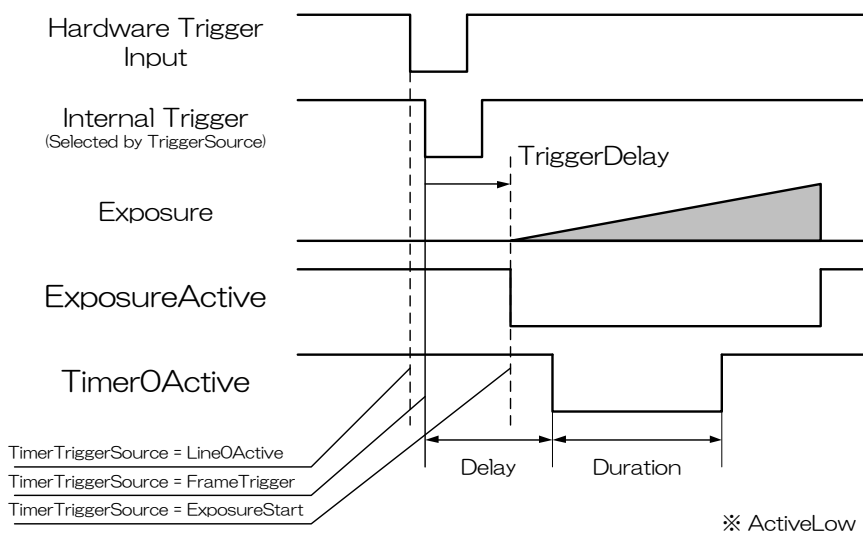 Hardware Trigger
Input
Internal Trigger
(Selected by TriggerSource)
TriggerDelay
Exposure
ExposureActive
Timer0Active
TimerTriggerSource = Line0Active
TimerTriggerSource = FrameTrigger
TimerTriggerSource = ExposureStart
Delay
Duration
※ ActiveLow